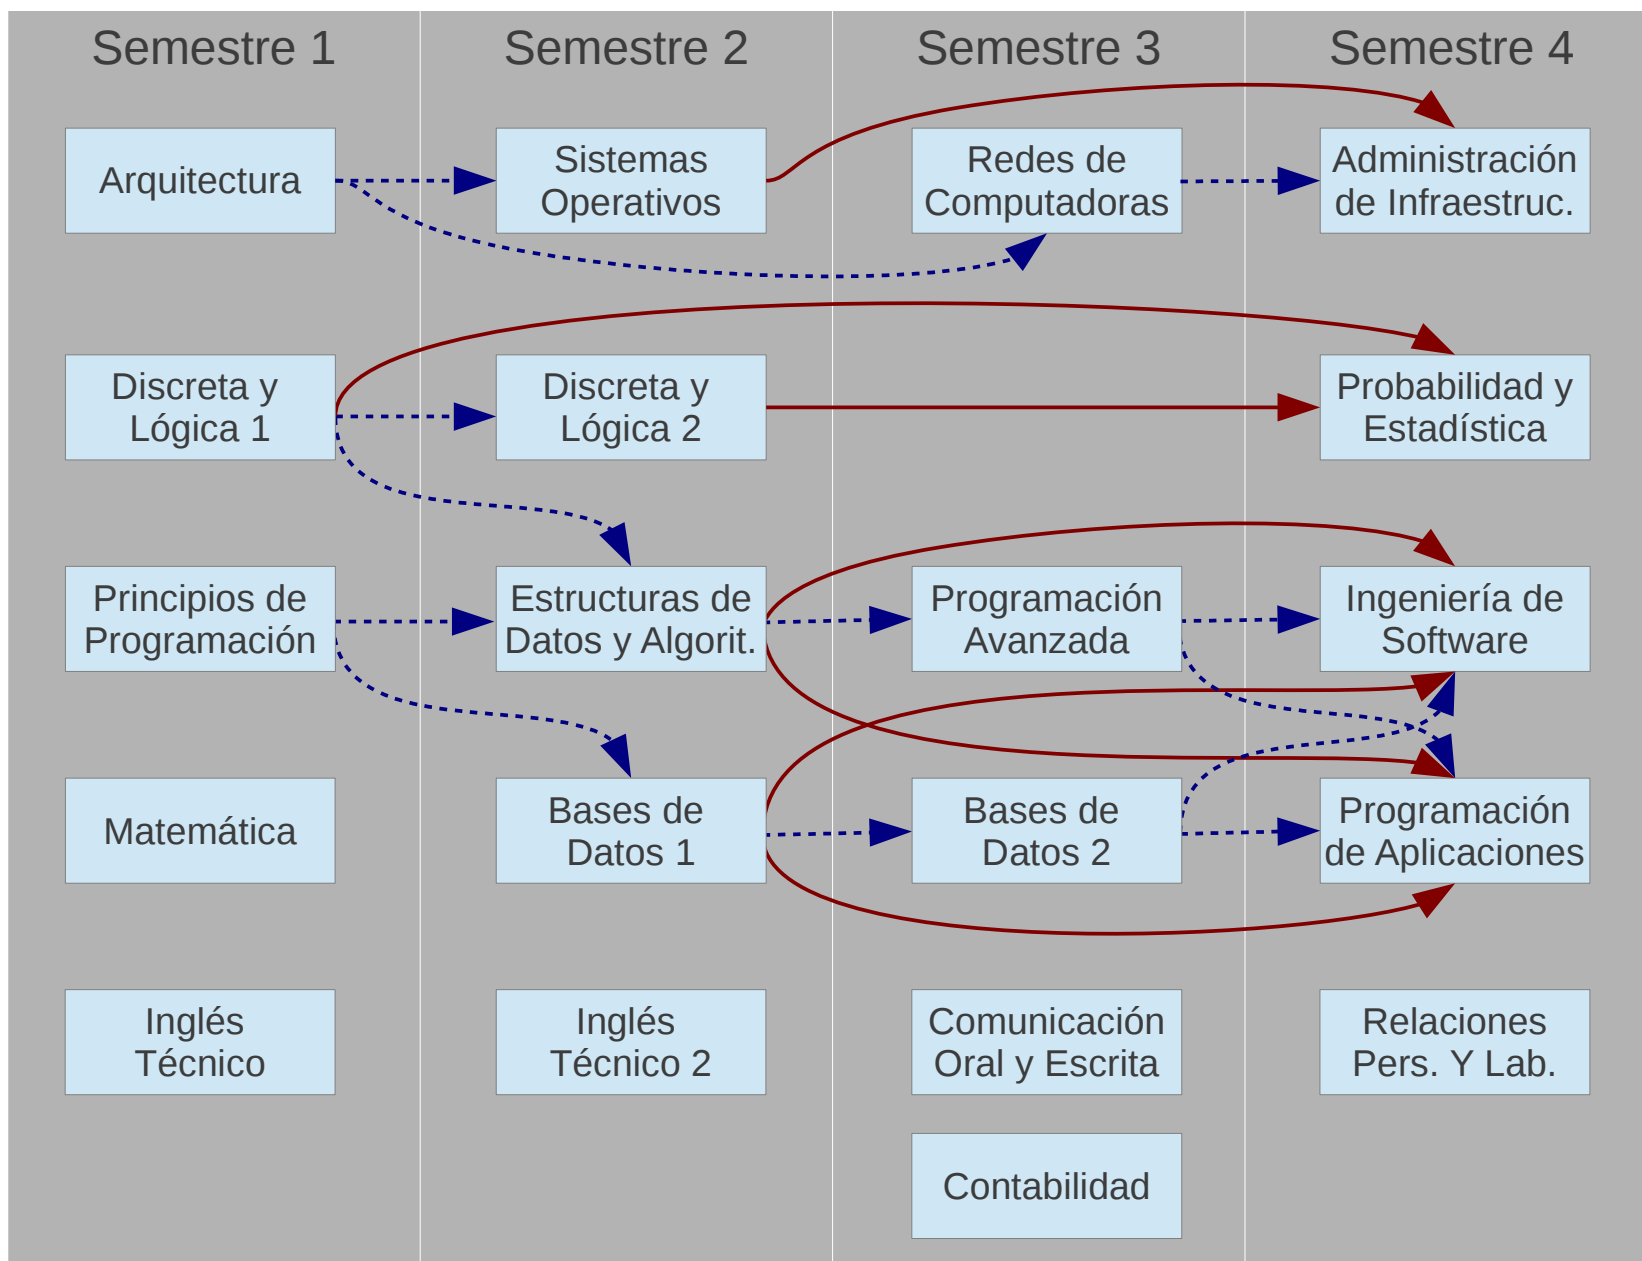 Semestre 1
Semestre 2
Semestre 3
Semestre 4
Arquitectura
Sistemas
Operativos
Redes de
Computadoras
Administración
de Infraestruc.
Discreta y
Lógica 1
Discreta y
Lógica 2
Probabilidad y
Estadística
Principios de
Programación
Estructuras de
Datos y Algorit.
Programación
Avanzada
Ingeniería de
Software
Matemática
Bases de
Datos 1
Bases de
Datos 2
Programación
de Aplicaciones
Inglés
Técnico
Inglés
Técnico 2
Comunicación
Oral y Escrita
Relaciones
Pers. Y Lab.
Contabilidad